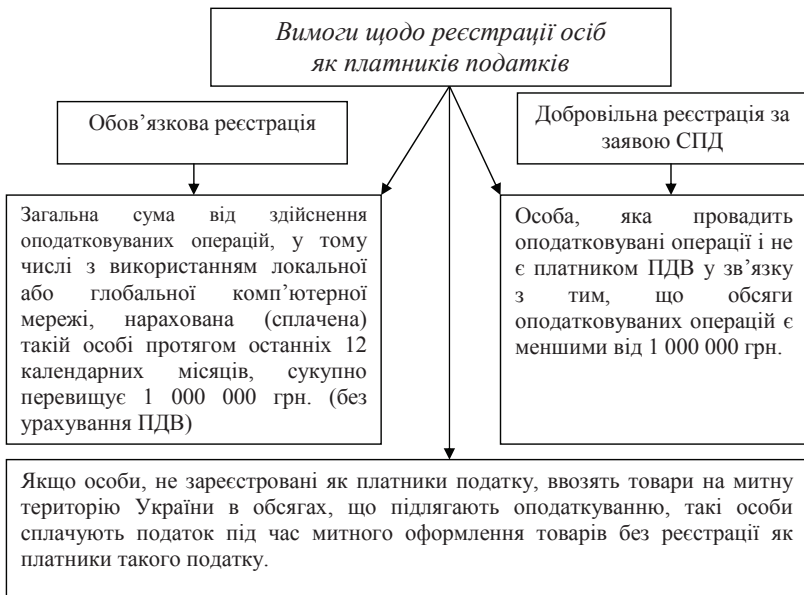 Вимоги щодо реєстрації осіб
як платників податків
Обов’язкова реєстрація
Добровільна реєстрація за
заявою СПД
Загальна сума від здійснення
оподатковуваних операцій, у тому
числі з використанням локальної
або глобальної комп’ютерної
мережі, нарахована (сплачена)
такій особі протягом останніх 12
календарних місяців, сукупно
перевищує 1 000 000 грн. (без
урахування ПДВ)
Особа, яка провадить
оподатковувані операції і не
є платником ПДВ у зв’язку
з тим, що обсяги
оподатковуваних операцій є
меншими від 1 000 000 грн.
Якщо особи, не зареєстровані як платники податку, ввозять товари на митну
територію України в обсягах, що підлягають оподаткуванню, такі особи
сплачують податок під час митного оформлення товарів без реєстрації як
платники такого податку.